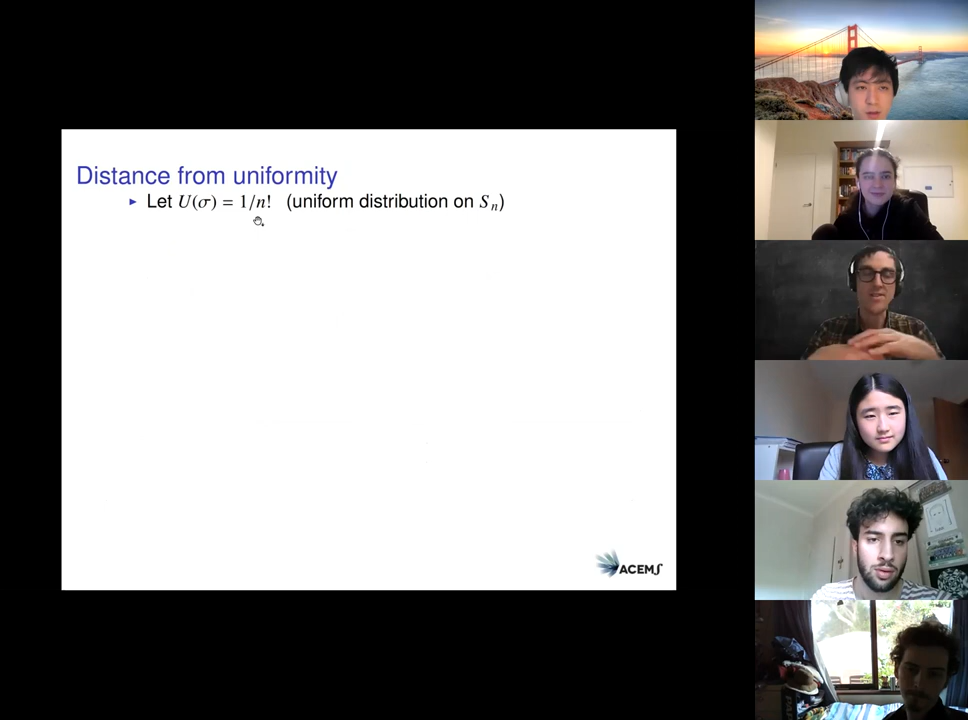 Distance from uniformity
▸ Let U(σ) = 1/n! (uniform distribution on Sₙ)
ACEMS